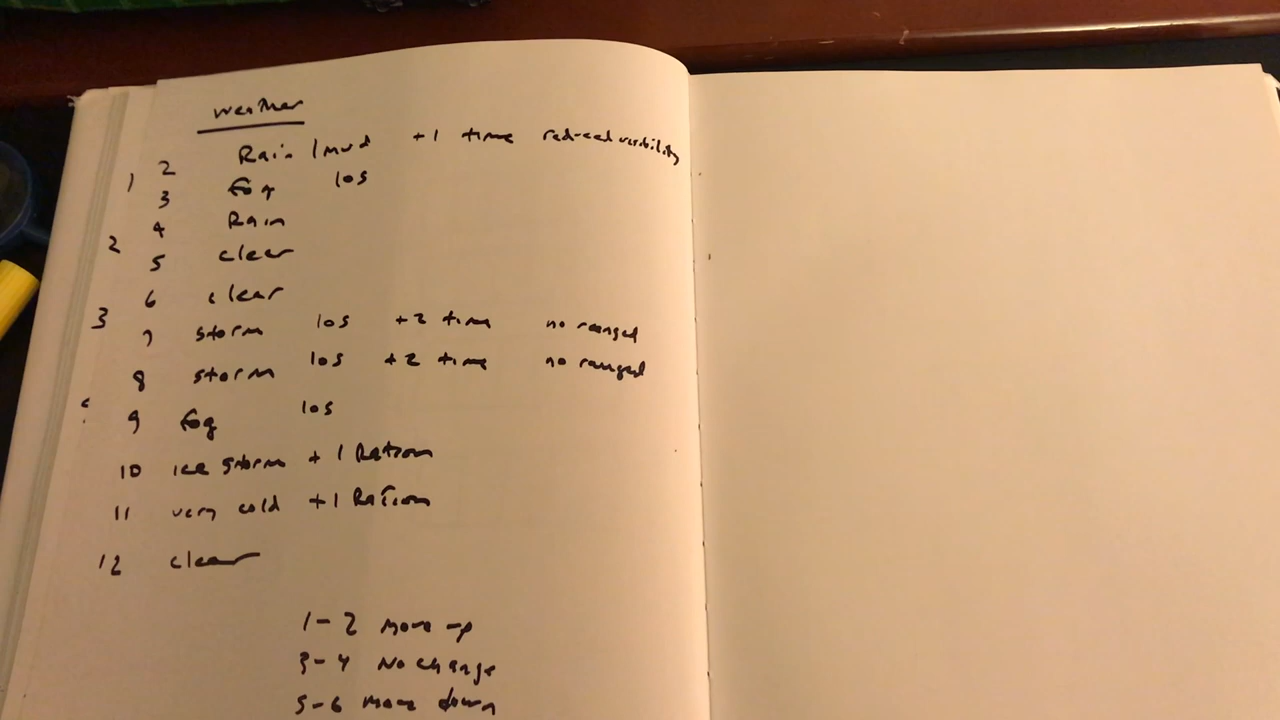 weather
2 Rain / mud +1 time reduced visibility
1
3 Fog los
4 Rain
2
5 clear
6 clear
3
7 storm los +2 time no ranged
8 storm los +2 time no ranged
9 Fog los
10 ice storm +1 Ration
11 very cold +1 Ration
12 clear
1-2 move up
3-4 No change
5-6 move down